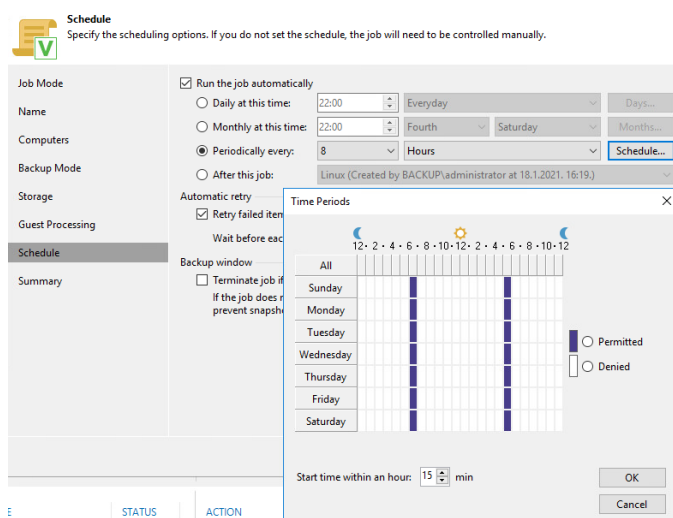 Schedule
Specify the scheduling options. If you do not set the schedule, the job will need to be controlled manually.
Job Mode
Name
Computers
Backup Mode
Storage
Guest Processing
Schedule
Summary
Run the job automatically
Daily at this time: 22:00 Everyday Days...
Monthly at this time: 22:00 Fourth Saturday Months...
Periodically every: 8 Hours Schedule...
After this job: Linux (Created by BACKUP\administrator at 18.1.2021. 16:19.)
Automatic retry
Retry failed item
Wait before eac
Backup window
Terminate job if
If the job does
prevent snapsh
Time Periods
12 · 2 · 4 · 6 · 8 · 10 · 12 · 2 · 4 · 6 · 8 · 10 · 12
All
Sunday
Monday
Tuesday
Wednesday
Thursday
Friday
Saturday
Permitted
Denied
Start time within an hour: 15 min
OK
Cancel
E STATUS ACTION